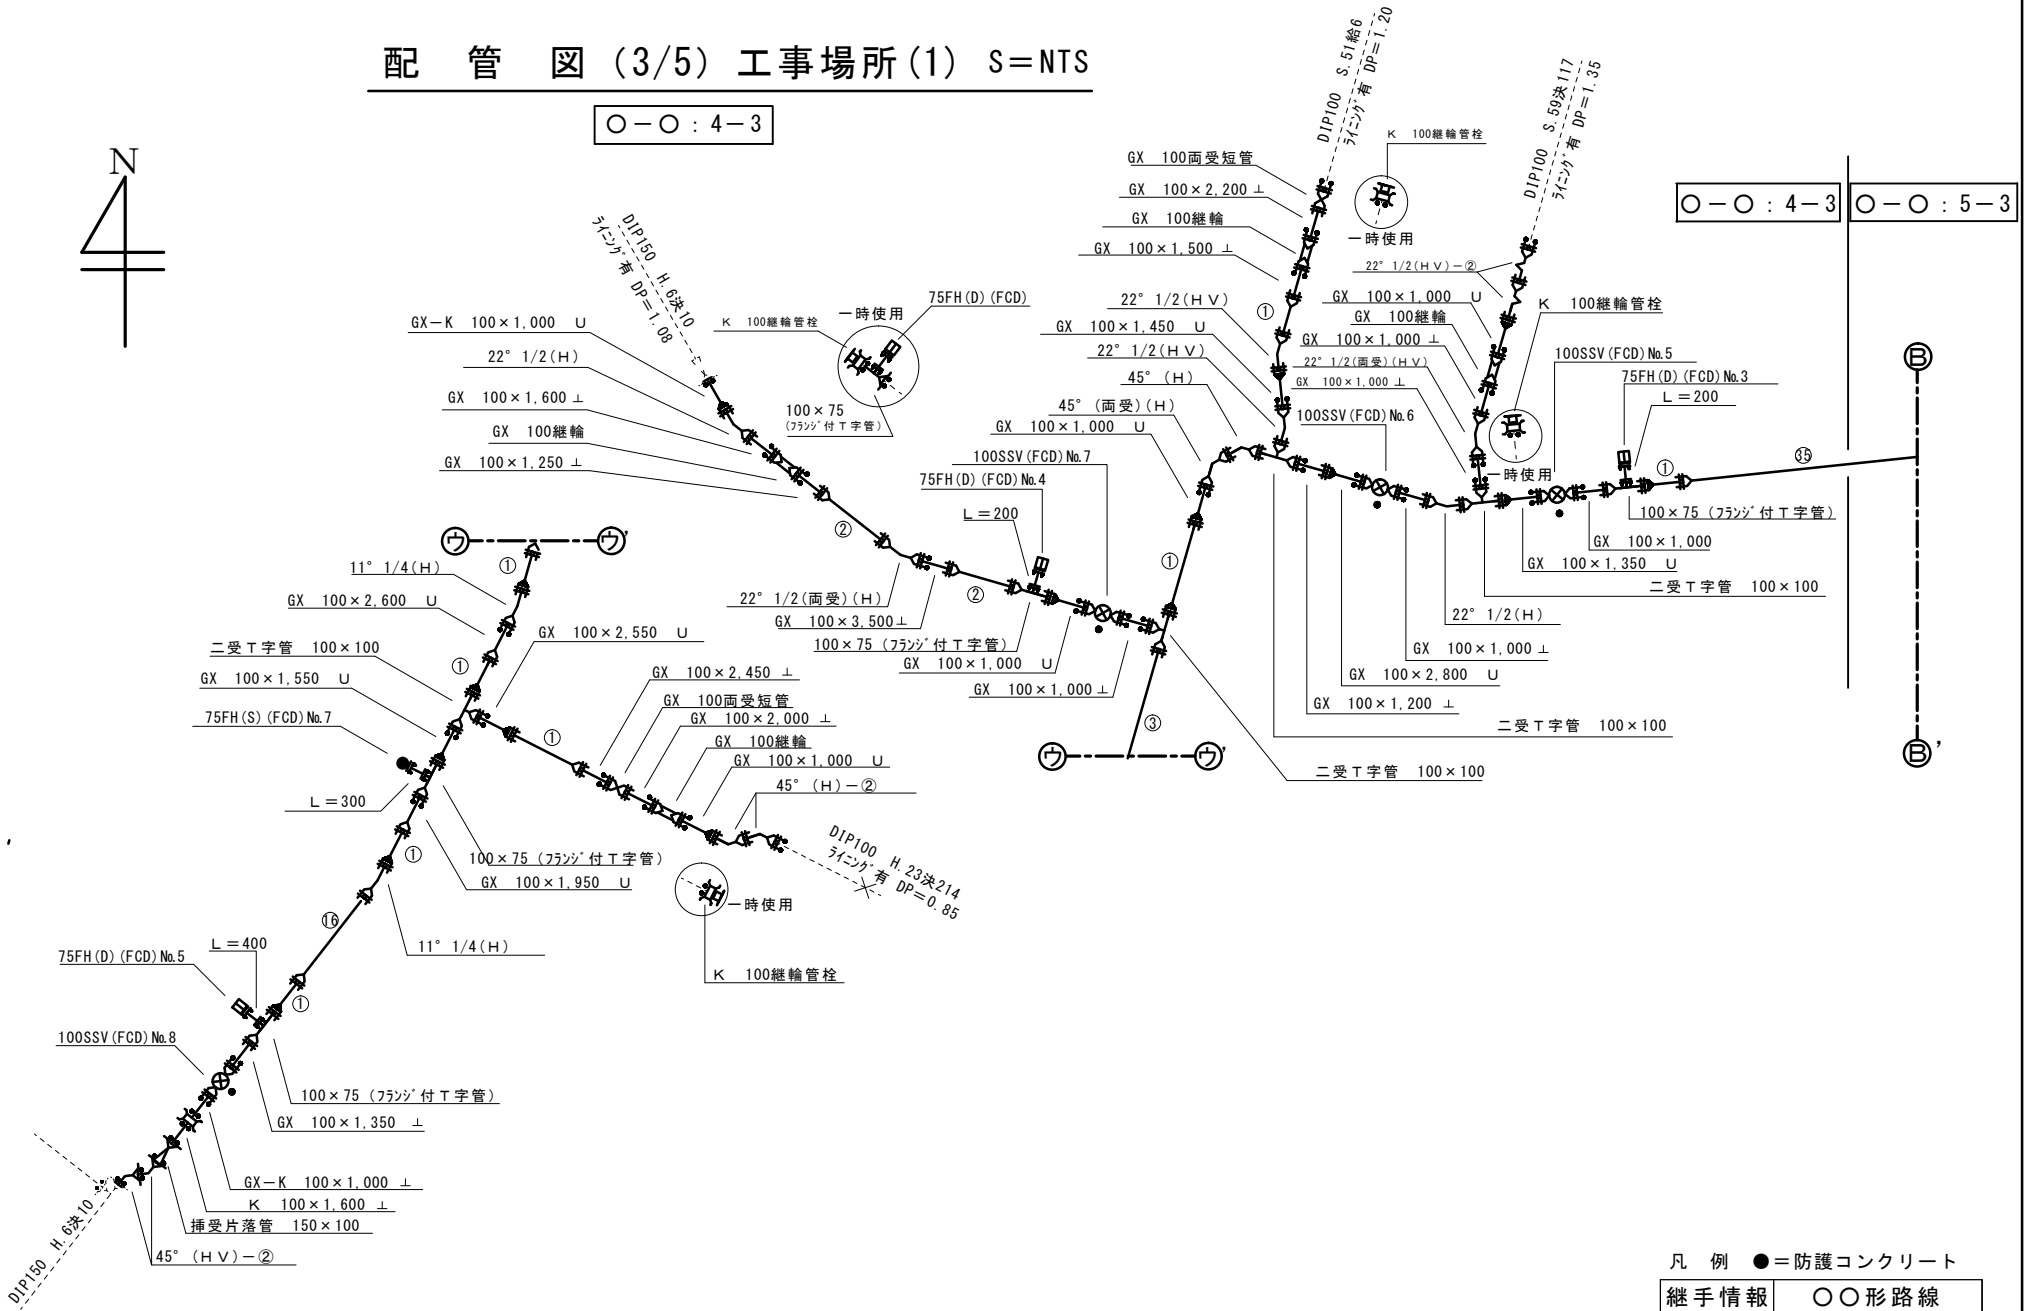 配管図(3/5)工事場所(1) S=NTS
○-○:4-3
N
○-○:4-3
○-○:5-3
DIP100 S.51給6
ライニング有 DP=1.20
DIP100 S.59決117
ライニング有 DP=1.35
K 100継輪管栓
一時使用
GX 100両受短管
GX 100×2,200 ⊥
GX 100継輪
GX 100×1,500 ⊥
①
22° 1/2(HV)
GX 100×1,450 U
22° 1/2(HV)
45° (H)
45° (両受)(H)
GX 100×1,000 U
22° 1/2(HV)-②
GX 100×1,000 U
GX 100継輪
GX 100×1,000 ⊥
22° 1/2(両受)(HV)
GX 100×1,000 ⊥
K 100継輪管栓
一時使用
100SSV(FCD)No.5
75FH(D)(FCD)No.3
L=200
①
㉟
B
B'
100SSV(FCD)No.6
100×75 (フランジ付T字管)
GX 100×1,000
GX 100×1,350 U
二受T字管 100×100
22° 1/2(H)
GX 100×1,000 ⊥
GX 100×2,800 U
GX 100×1,200 ⊥
二受T字管 100×100
二受T字管 100×100
DIP150 H.6決10
ライニング有 DP=1.08
GX-K 100×1,000 U
22° 1/2(H)
GX 100×1,600 ⊥
GX 100継輪
GX 100×1,250 ⊥
K 100継輪管栓
一時使用
75FH(D)(FCD)
100×75
(フランジ付T字管)
②
22° 1/2(両受)(H)
GX 100×3,500⊥
②
100SSV(FCD)No.7
75FH(D)(FCD)No.4
L=200
100×75 (フランジ付T字管)
GX 100×1,000 U
GX 100×1,000 ⊥
①
③
ウ
ウ'
ウ
ウ'
①
11° 1/4(H)
GX 100×2,600 U
①
二受T字管 100×100
GX 100×1,550 U
75FH(S)(FCD)No.7
L=300
GX 100×2,550 U
①
GX 100×2,450 ⊥
GX 100両受短管
GX 100×2,000 ⊥
GX 100継輪
GX 100×1,000 U
45° (H)-②
DIP100 H.23決214
ライニング有 DP=0.85
一時使用
K 100継輪管栓
100×75 (フランジ付T字管)
GX 100×1,950 U
①
11° 1/4(H)
⑯
L=400
75FH(D)(FCD)No.5
①
100SSV(FCD)No.8
100×75 (フランジ付T字管)
GX 100×1,350 ⊥
GX-K 100×1,000 ⊥
K 100×1,600 ⊥
挿受片落管 150×100
45° (HV)-②
DIP150 H.6決10
凡例 ●=防護コンクリート
継手情報 ○○形路線